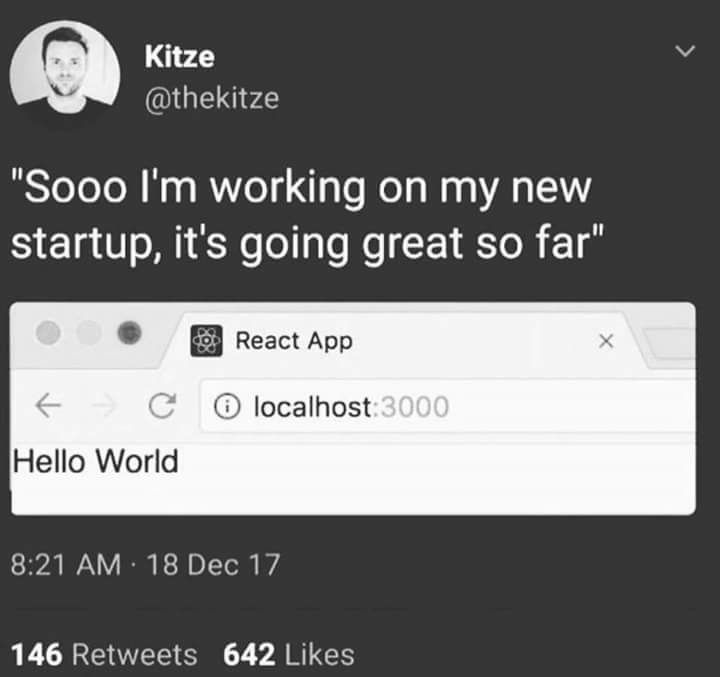 Kitze
@thekitze
"Sooo I'm working on my new
startup, it's going great so far"
React App
localhost:3000
Hello World
8:21 AM · 18 Dec 17
146 Retweets 642 Likes